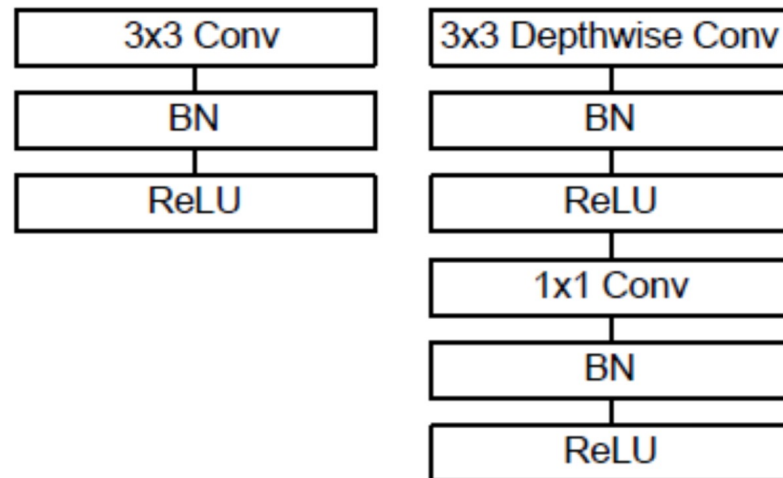 3x3 Conv
BN
ReLU
3x3 Depthwise Conv
BN
ReLU
1x1 Conv
BN
ReLU